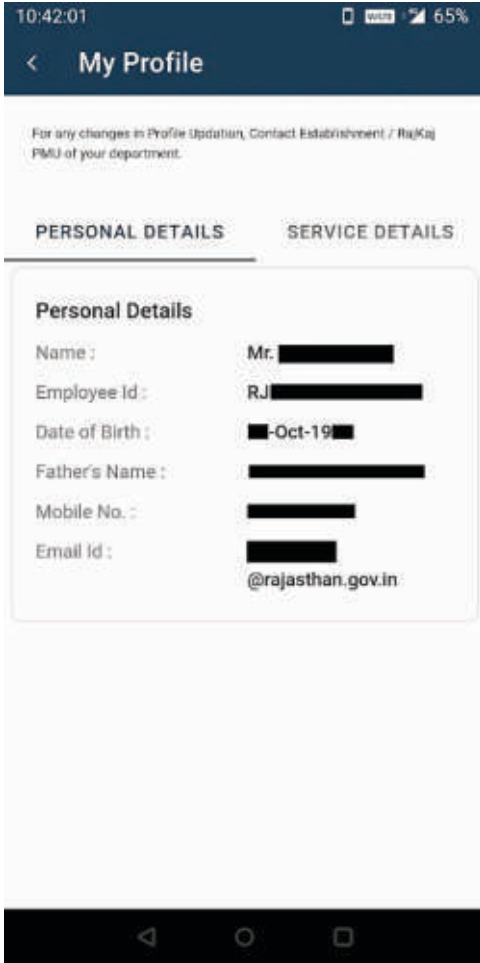 10:42:01 VoLTE 65%
My Profile
For any changes in Profile Updation, Contact Establishment / RajKaj
PMU of your department.
PERSONAL DETAILS SERVICE DETAILS
Personal Details
Name : Mr.
Employee Id : RJ
Date of Birth : -Oct-19
Father's Name :
Mobile No. :
Email Id :
@rajasthan.gov.in